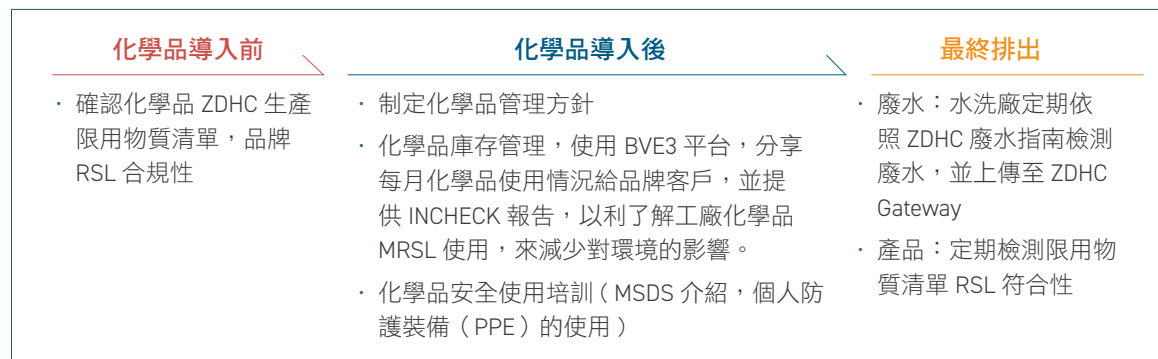 化學品導入前
· 確認化學品 ZDHC 生產
限用物質清單，品牌
RSL 合規性
化學品導入後
· 制定化學品管理方針
· 化學品庫存管理，使用 BVE3 平台，分享
每月化學品使用情況給品牌客戶，並提
供 INCHECK 報告，以利了解工廠化學品
MRSL 使用，來減少對環境的影響。
· 化學品安全使用培訓 ( MSDS 介紹，個人防
護裝備（PPE）的使用 )
最終排出
· 廢水：水洗廠定期依
照 ZDHC 廢水指南檢測
廢水，並上傳至 ZDHC
Gateway
· 產品：定期檢測限用物
質清單 RSL 符合性